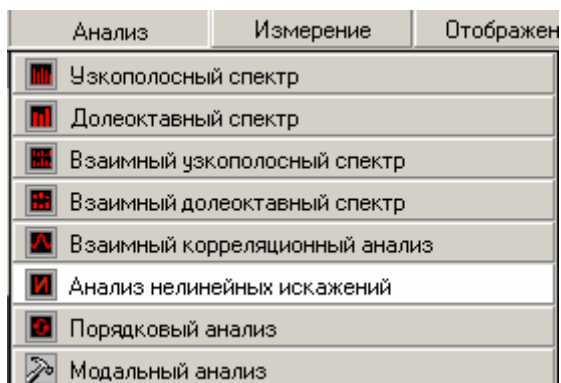 Анализ Измерение Отображен
Узкополосный спектр
Долеоктавный спектр
Взаимный узкополосный спектр
Взаимный долеоктавный спектр
Взаимный корреляционный анализ
Анализ нелинейных искажений
Порядковый анализ
Модальный анализ